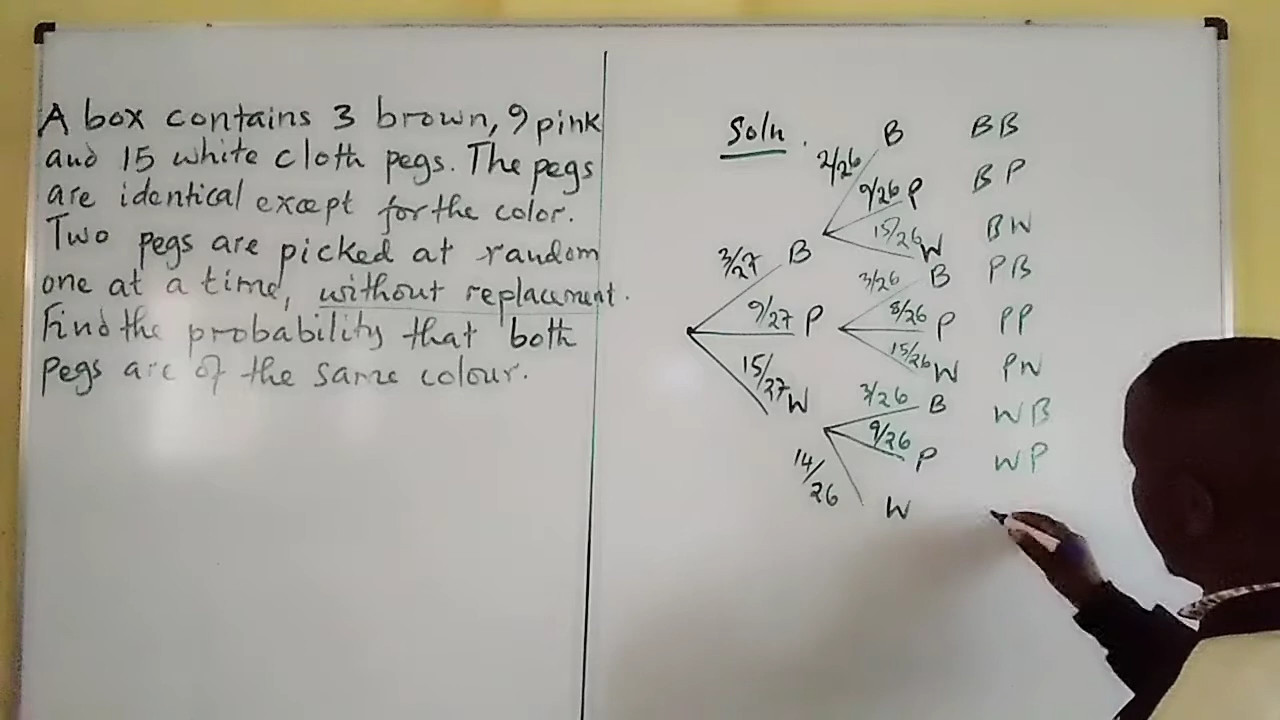 A box contains 3 brown, 9 pink
and 15 white cloth pegs. The pegs
are identical except for the color.
Two pegs are picked at random
one at a time, without replacement.
Find the probability that both
pegs are of the same colour.
Soln.
2/26 B BB
9/26 P BP
15/26 W BW
3/27 B
3/26 B PB
9/27 P
8/26 P PP
15/26 W PW
15/27 W
3/26 B WB
9/26 P WP
14/26 W